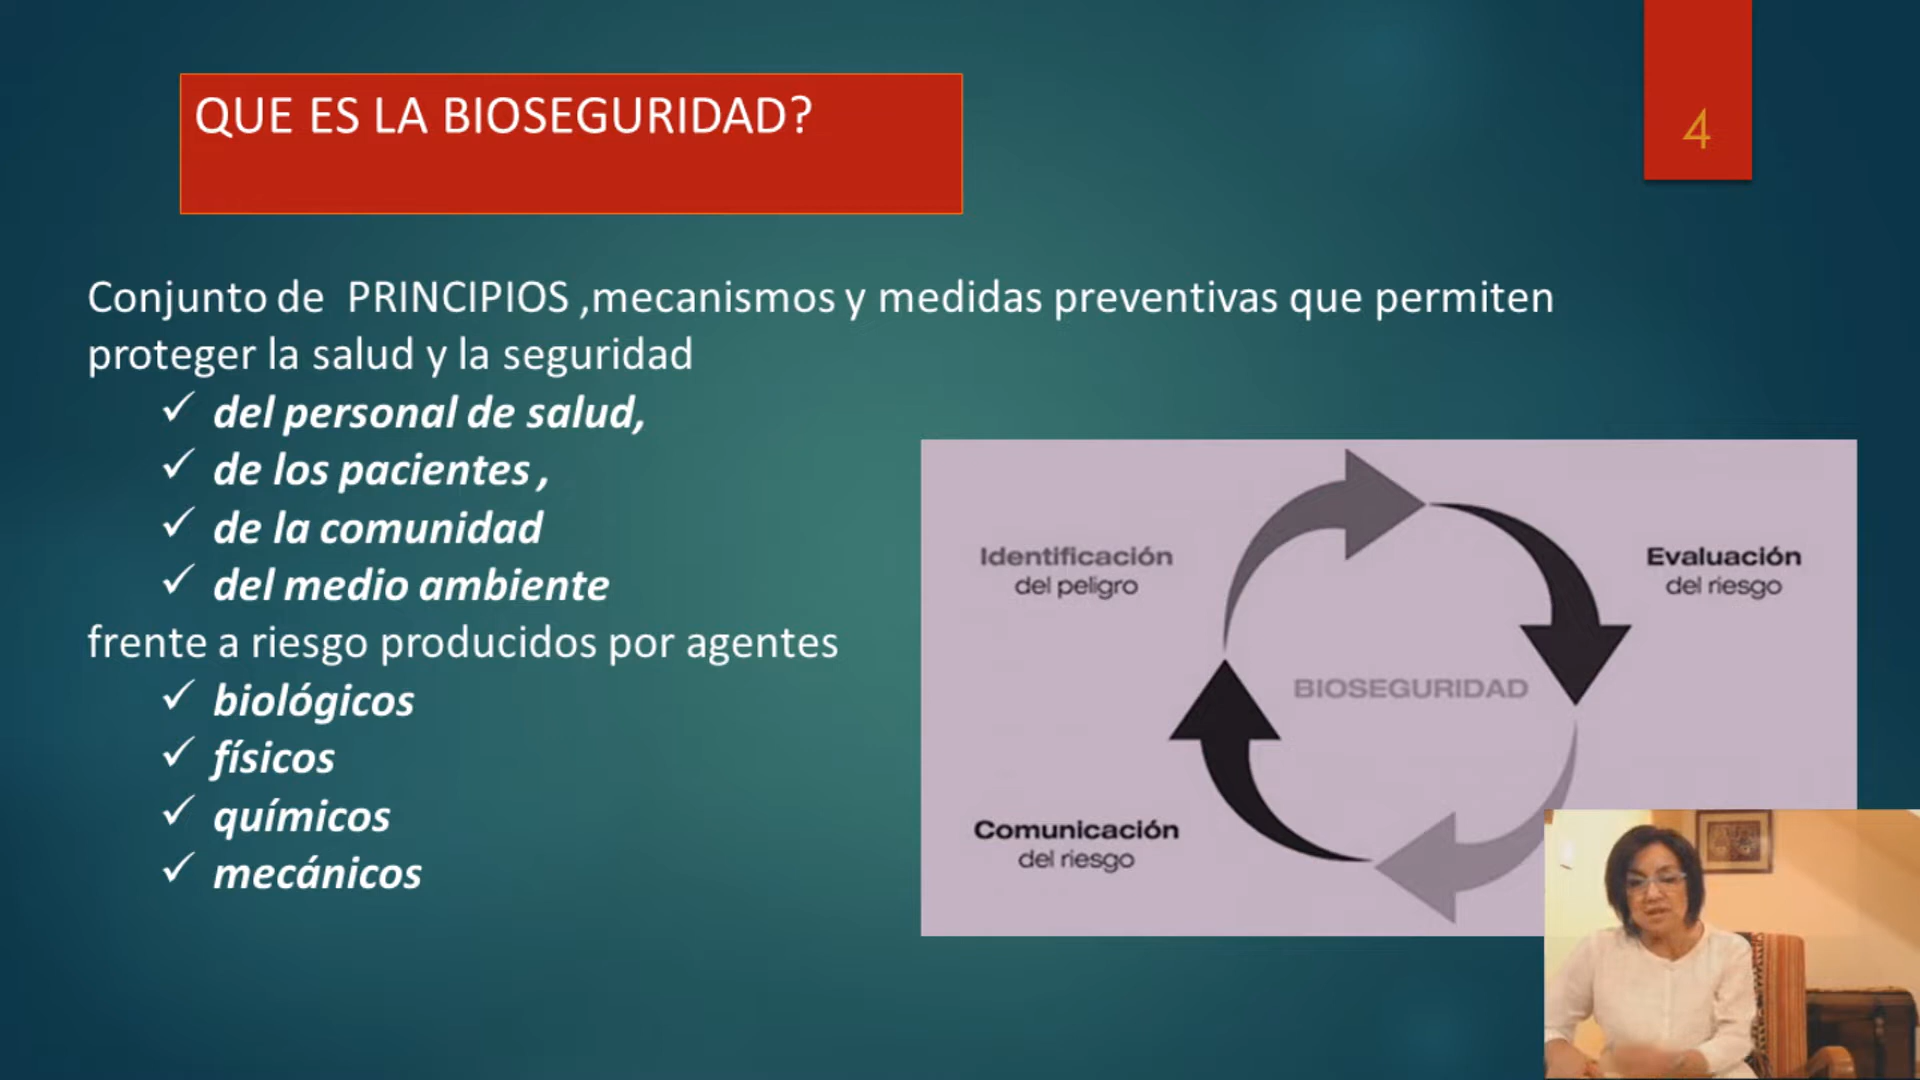 QUE ES LA BIOSEGURIDAD?
4
Conjunto de PRINCIPIOS ,mecanismos y medidas preventivas que permiten
proteger la salud y la seguridad
✓ del personal de salud,
✓ de los pacientes ,
✓ de la comunidad
✓ del medio ambiente
frente a riesgo producidos por agentes
✓ biológicos
✓ físicos
✓ químicos
✓ mecánicos
Identificación
del peligro
Evaluación
del riesgo
BIOSEGURIDAD
Comunicación
del riesgo